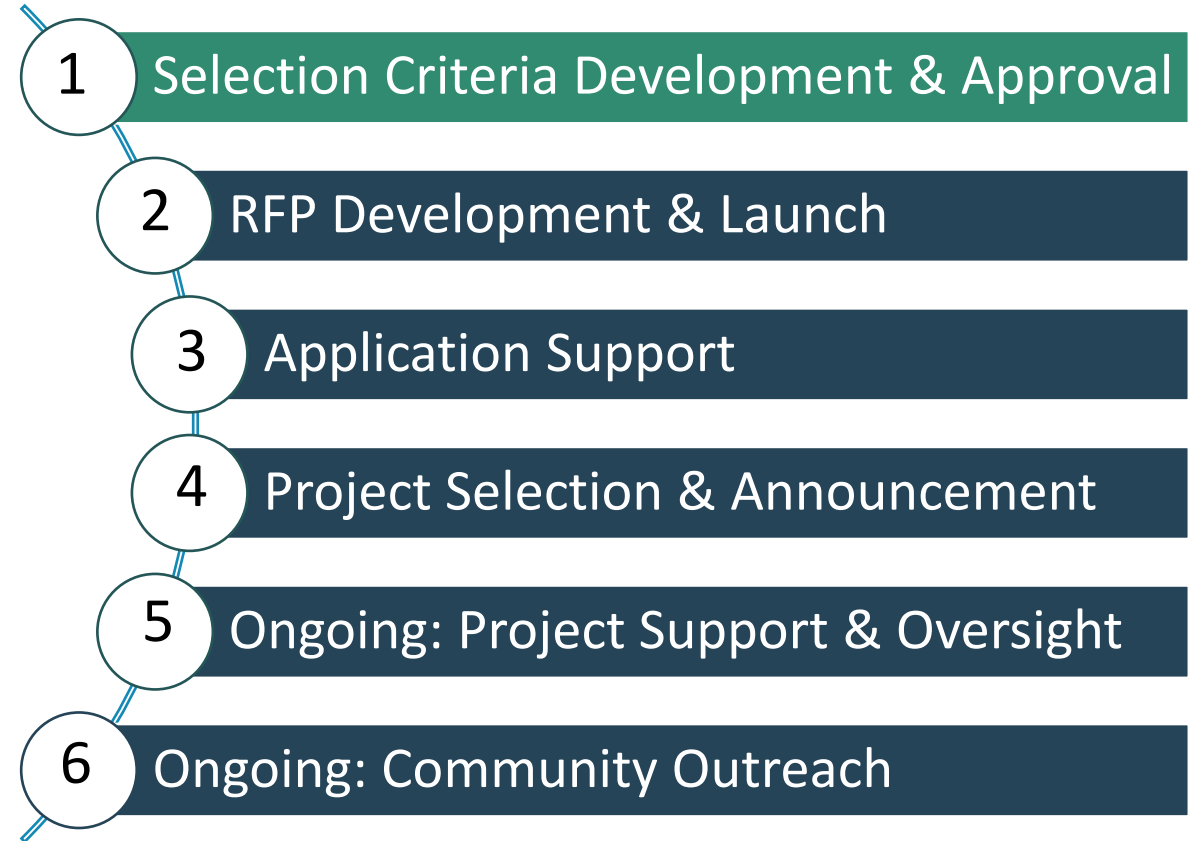 1 Selection Criteria Development & Approval
2 RFP Development & Launch
3 Application Support
4 Project Selection & Announcement
5 Ongoing: Project Support & Oversight
6 Ongoing: Community Outreach